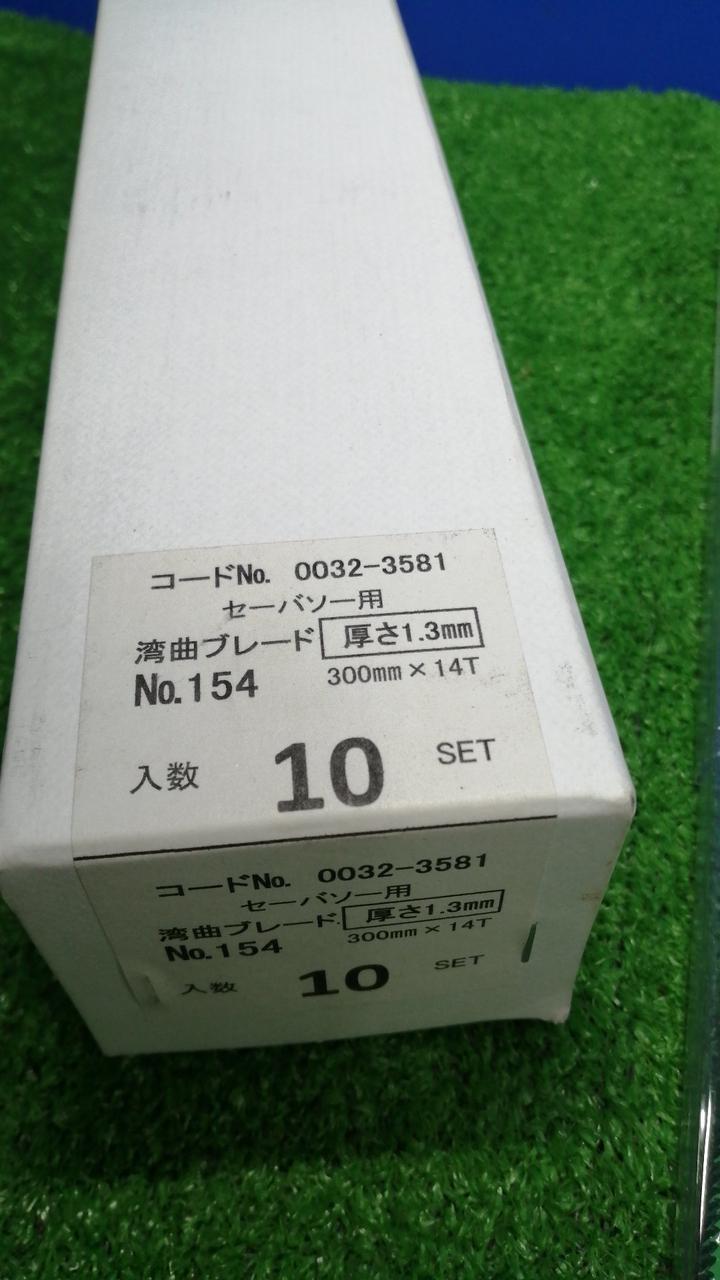 コードNo. 0032-3581
セーバソー用
湾曲ブレード 厚さ1.3mm
No.154 300mm×14T
入数 10 SET
コードNo. 0032-3581
セーバソー用
湾曲ブレード 厚さ1.3mm
No.154 300mm×14T
入数 10 SET